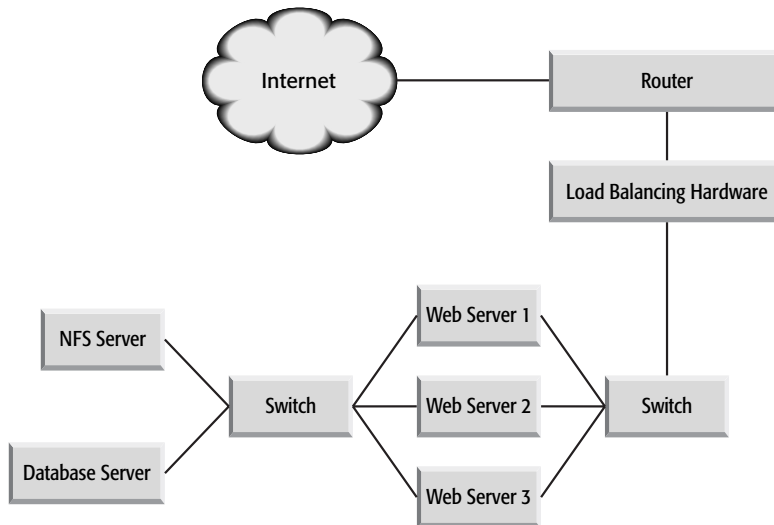 Internet
Router
Load Balancing Hardware
Web Server 1
NFS Server
Switch
Web Server 2
Switch
Database Server
Web Server 3